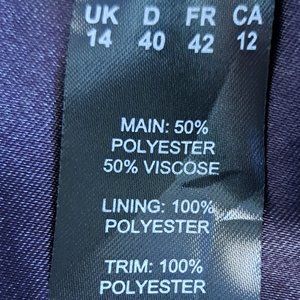 UK D FR CA
14 40 42 12
MAIN: 50%
POLYESTER
50% VISCOSE
LINING: 100%
POLYESTER
TRIM: 100%
POLYESTER